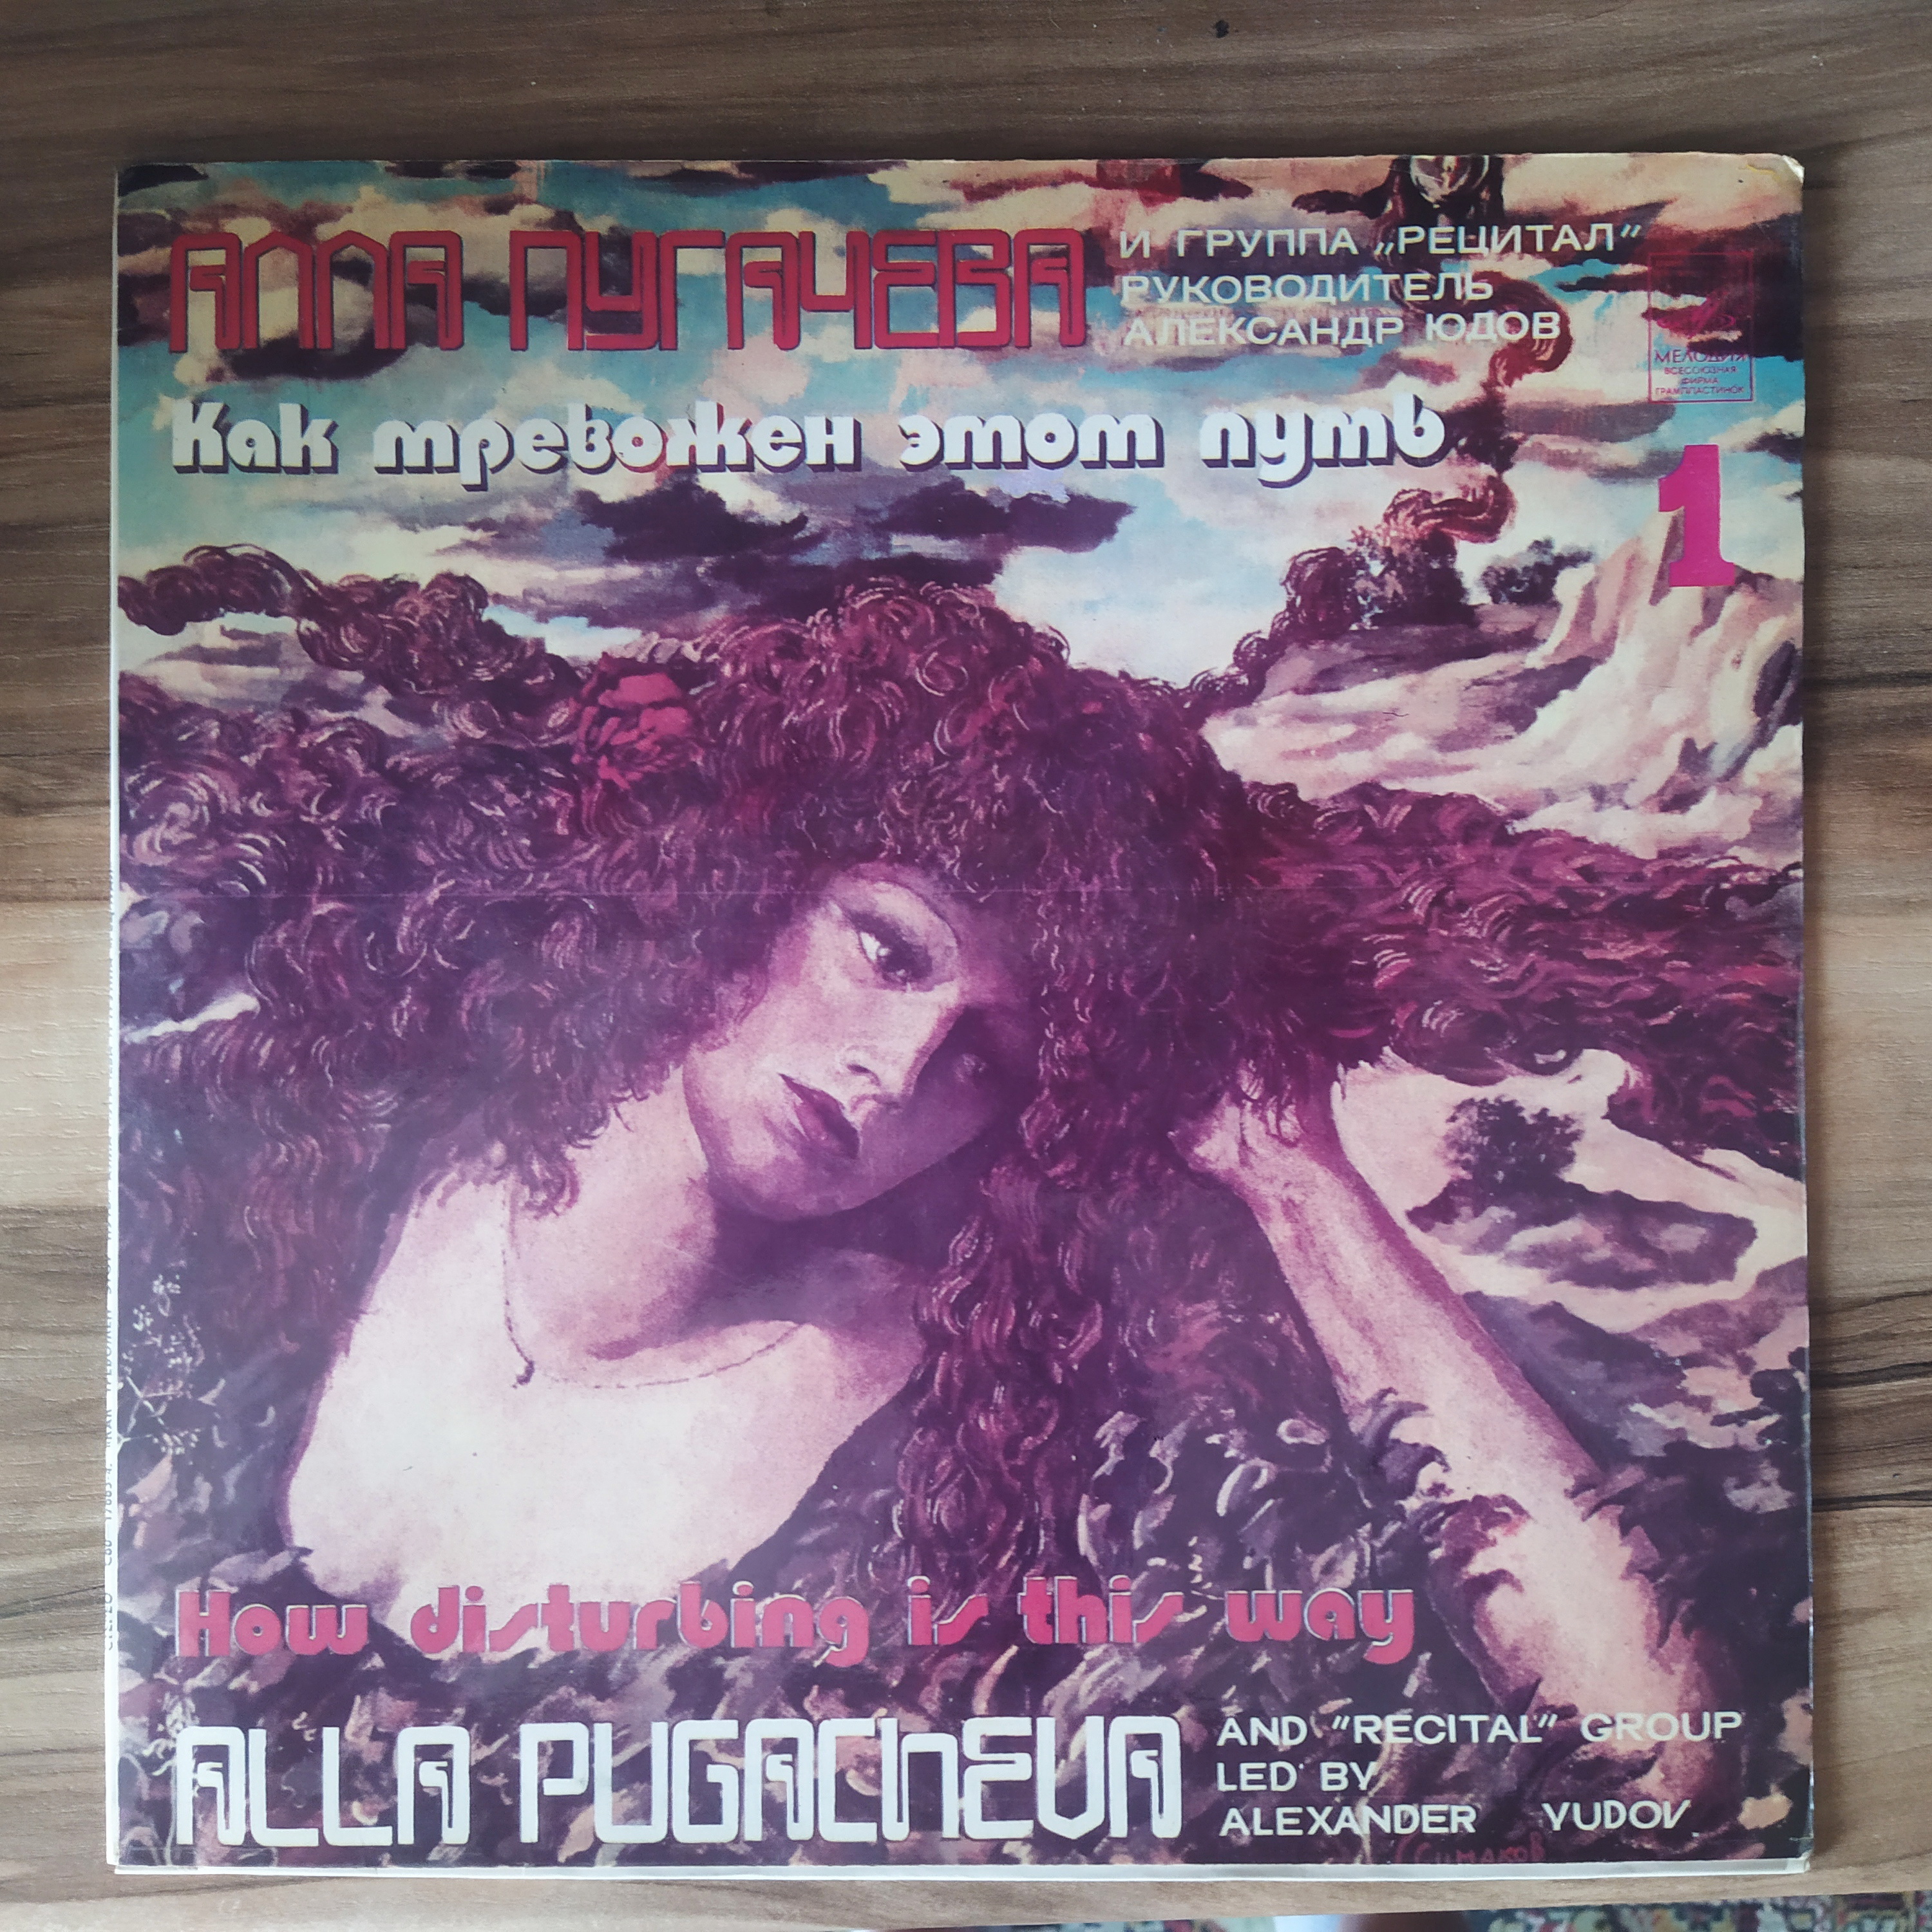 АЛЛА ПУГАЧЕВА
И ГРУППА „РЕЦИТАЛ"
РУКОВОДИТЕЛЬ
АЛЕКСАНДР ЮДОВ
МЕЛОДИЯ
ВСЕСОЮЗНАЯ
ФИРМА
ГРАМПЛАСТИНОК
Как тревожен этот путь
1
How disturbing is this way
ALLA PUGACHEVA
AND "RECITAL" GROUP
LED BY
ALEXANDER YUDOV